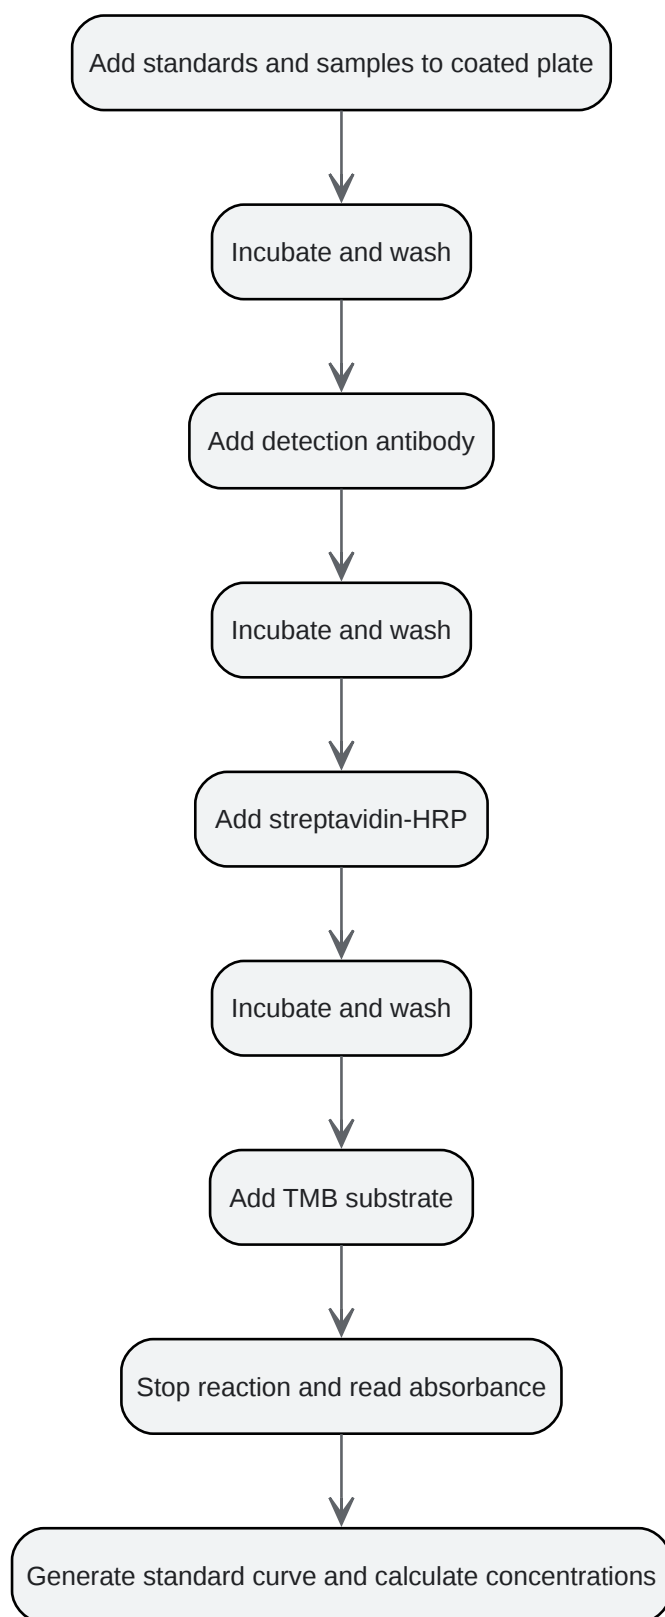 Add standards and samples to coated plate
Incubate and wash
Add detection antibody
Incubate and wash
Add streptavidin-HRP
Incubate and wash
Add TMB substrate
Stop reaction and read absorbance
Generate standard curve and calculate concentrations